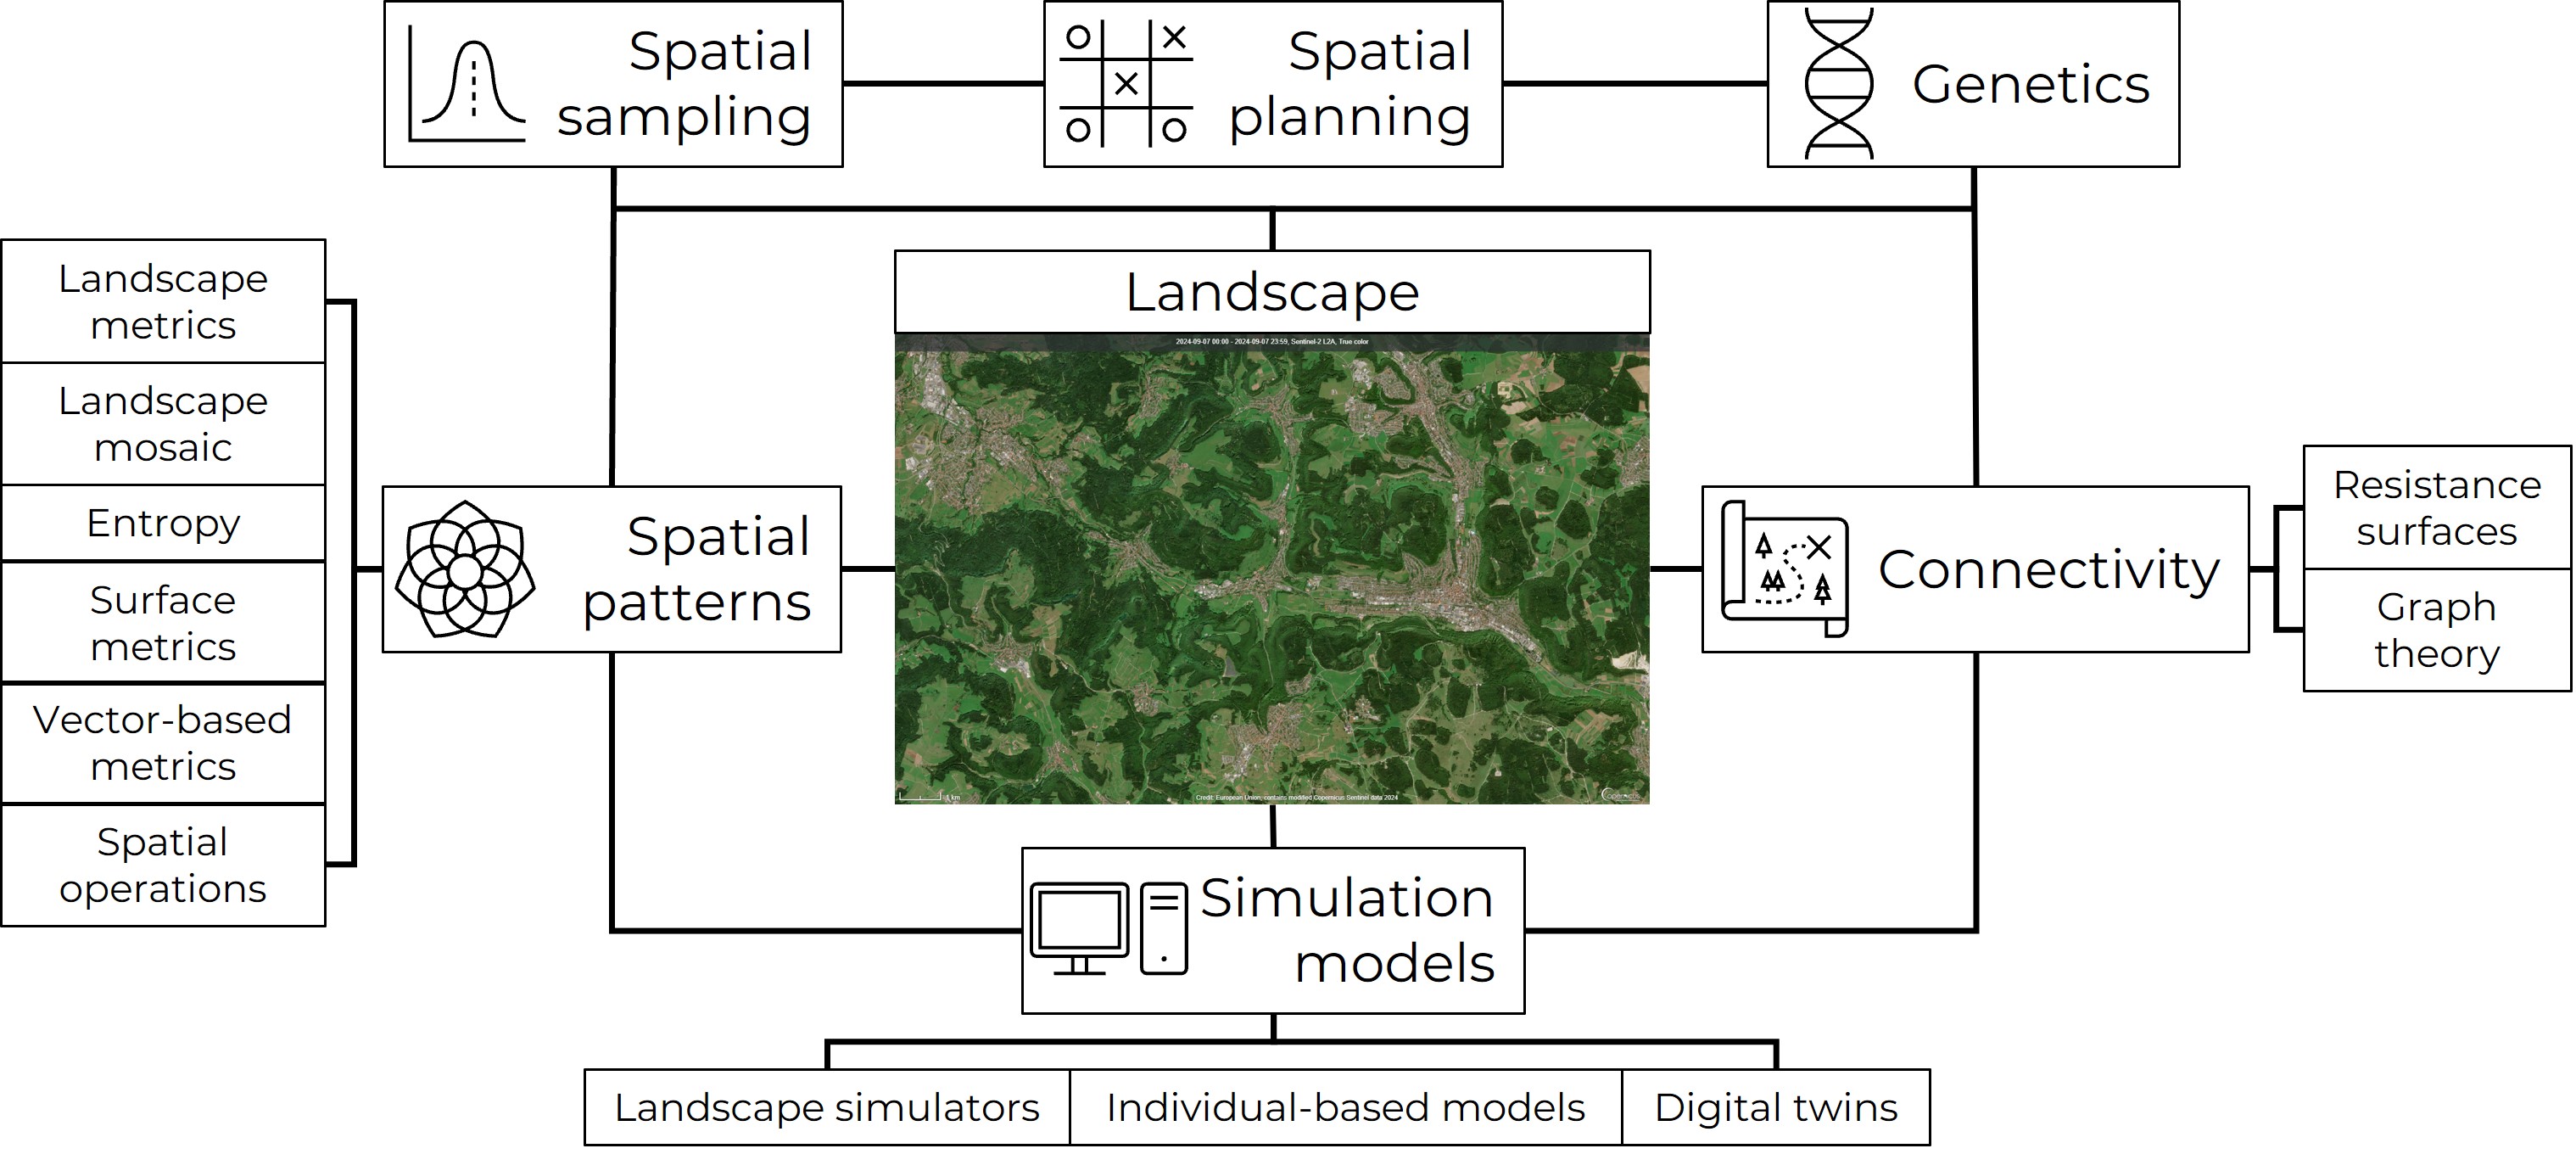 Spatial
sampling
Spatial
planning
Genetics
Landscape
metrics
Landscape
mosaic
Entropy
Surface
metrics
Vector-based
metrics
Spatial
operations
Spatial
patterns
Landscape
2024-09-07 00:00 - 2024-09-07 23:59, Sentinel-2 L2A, True color
1 km
Credit: European Union, contains modified Copernicus Sentinel data 2024
Connectivity
Resistance
surfaces
Graph
theory
Simulation
models
Landscape simulators
Individual-based models
Digital twins